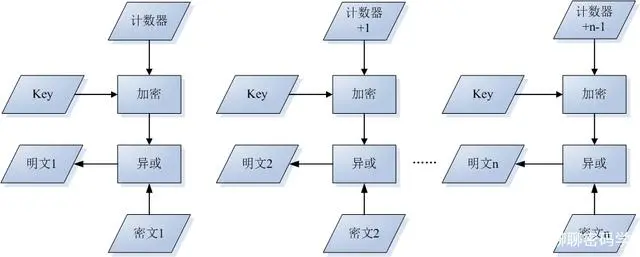 计数器
计数器
+1
计数器
+n-1
Key
加密
Key
加密
Key
加密
明文1
异或
明文2
异或
……
明文n
异或
密文1
密文2
密文n
聊聊密码学